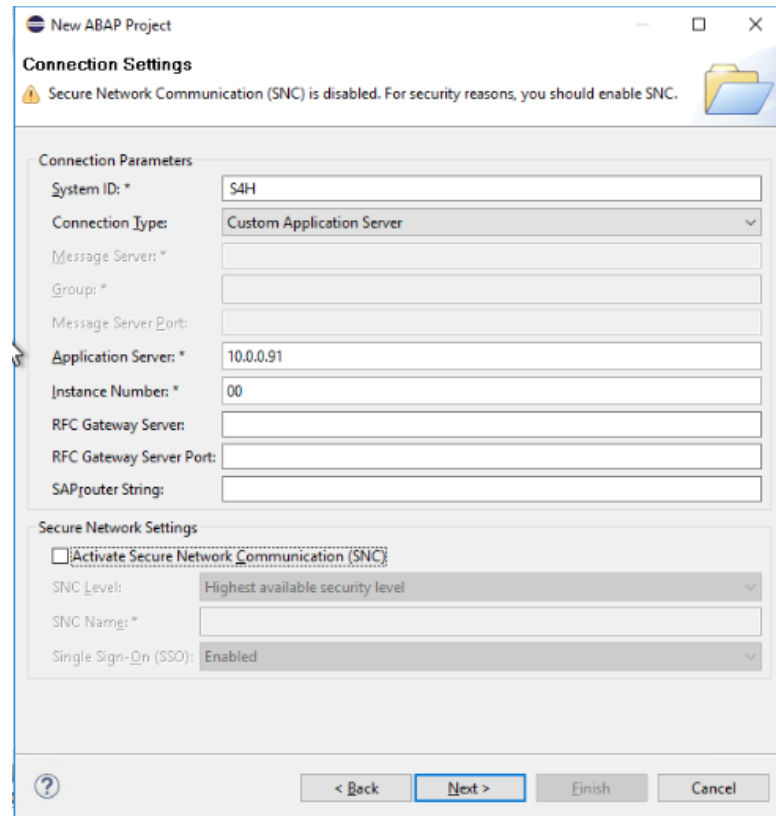 New ABAP Project
Connection Settings
Secure Network Communication (SNC) is disabled. For security reasons, you should enable SNC.
Connection Parameters
System ID: * S4H
Connection Type: Custom Application Server
Message Server: *
Group: *
Message Server Port:
Application Server: * 10.0.0.91
Instance Number: * 00
RFC Gateway Server:
RFC Gateway Server Port:
SAProuter String:
Secure Network Settings
Activate Secure Network Communication (SNC)
SNC Level: Highest available security level
SNC Name: *
Single Sign-On (SSO): Enabled
? < Back Next > Finish Cancel